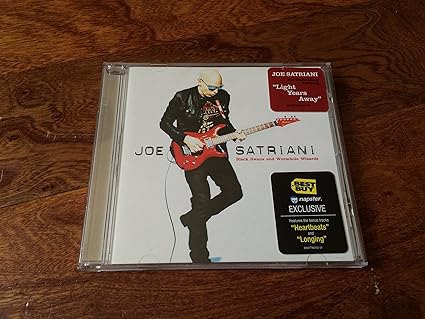 JOE SATRIANI
"Light
Years
Away"
JOE SATRIANI
Black Swans and Wormhole Wizards
BEST
BUY
napster.
EXCLUSIVE
Features the bonus tracks
"Heartbeats"
and
"Longing"